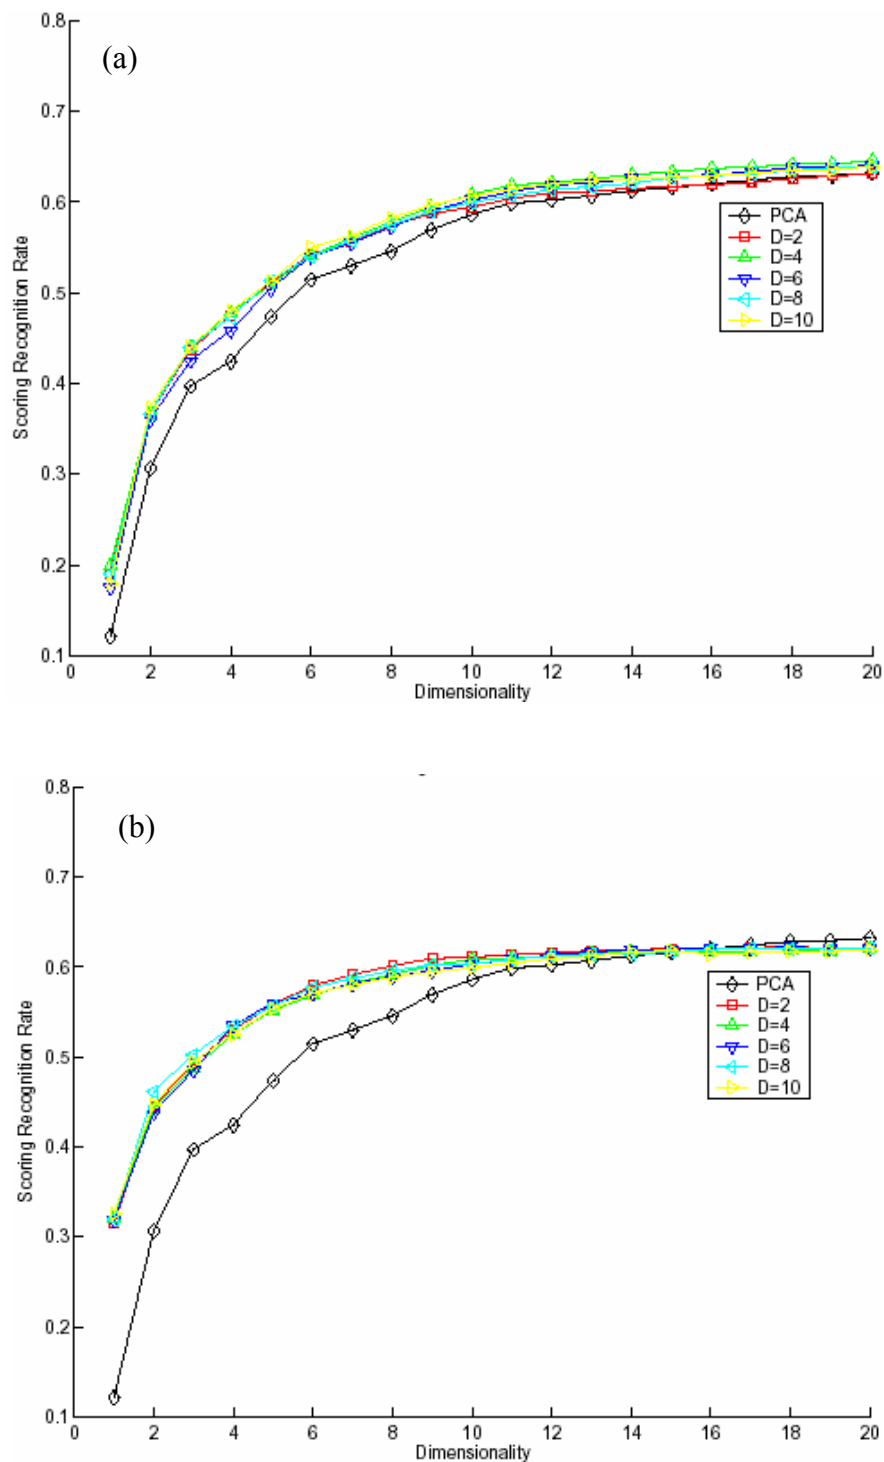 (a)
0.8
0.7
0.6
0.5
0.4
0.3
0.2
0.1
Scoring Recognition Rate
PCA
D=2
D=4
D=6
D=8
D=10
0 2 4 6 8 10 12 14 16 18 20
Dimensionality
(b)
0.8
0.7
0.6
0.5
0.4
0.3
0.2
0.1
Scoring Recognition Rate
PCA
D=2
D=4
D=6
D=8
D=10
0 2 4 6 8 10 12 14 16 18 20
Dimensionality